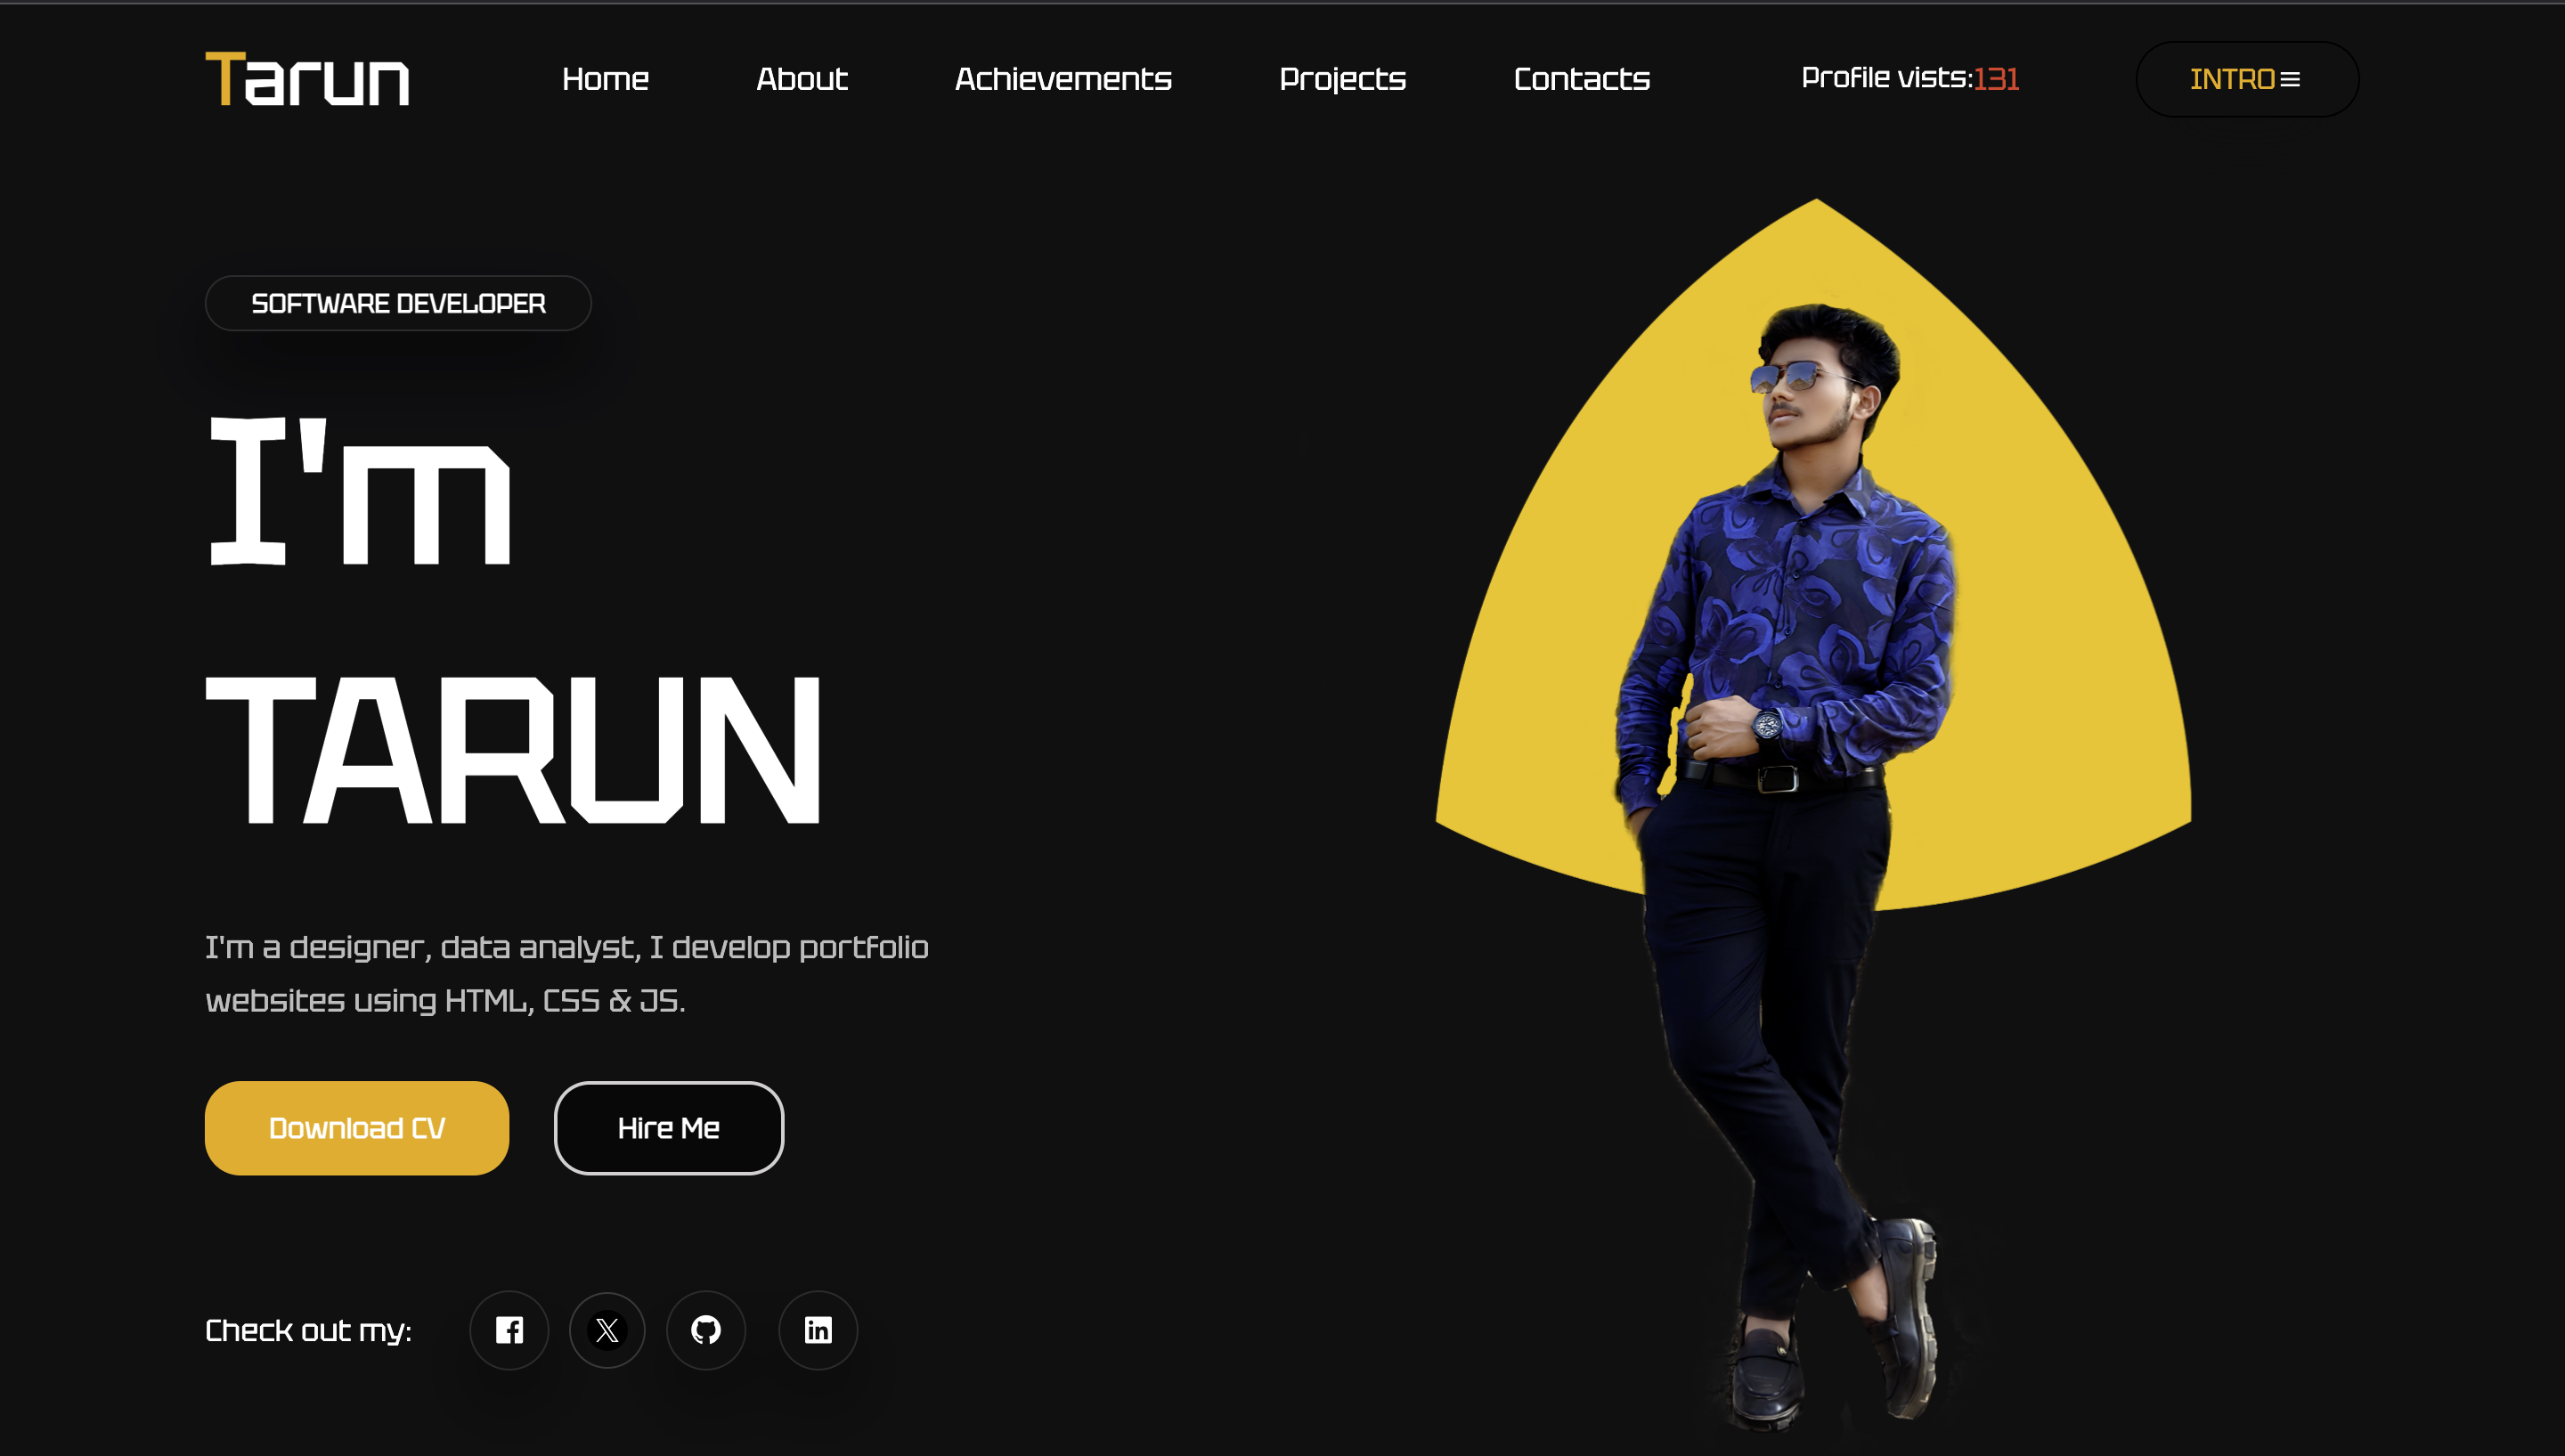 Tarun
Home
About
Achievements
Projects
Contacts
Profile vists:131
INTRO
SOFTWARE DEVELOPER
I'm
TARUN
I'm a designer, data analyst, I develop portfolio
websites using HTML, CSS & JS.
Download CV
Hire Me
Check out my: